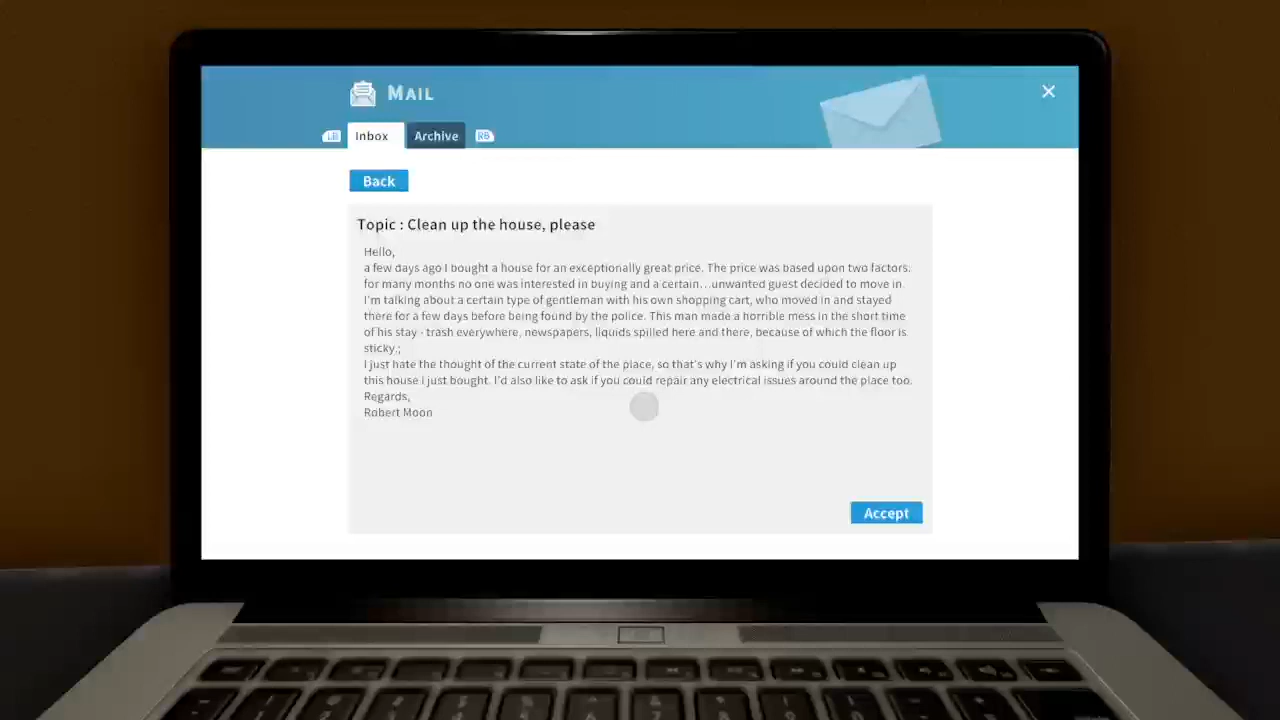 MAIL
LB
Inbox
Archive
RB
Back
Topic : Clean up the house, please
Hello,
a few days ago I bought a house for an exceptionally great price. The price was based upon two factors:
for many months no one was interested in buying and a certain...unwanted guest decided to move in.
I'm talking about a certain type of gentleman with his own shopping cart, who moved in and stayed
there for a few days before being found by the police. This man made a horrible mess in the short time
of his stay - trash everywhere, newspapers, liquids spilled here and there, because of which the floor is
sticky.;
I just hate the thought of the current state of the place, so that's why I'm asking if you could clean up
this house I just bought. I'd also like to ask if you could repair any electrical issues around the place too.
Regards,
Robert Moon
Accept